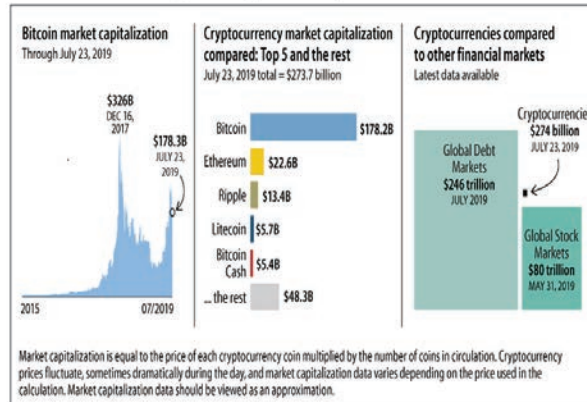 Bitcoin market capitalization
Through July 23, 2019
$326B
DEC 16,
2017
$178.3B
JULY 23,
2019
2015
07/2019
Cryptocurrency market capitalization
compared: Top 5 and the rest
July 23, 2019 total = $273.7 billion
Bitcoin
$178.2B
Ethereum
$22.6B
Ripple
$13.4B
Litecoin
$5.7B
Bitcoin
Cash
$5.4B
... the rest
$48.3B
Cryptocurrencies compared
to other financial markets
Latest data available
Cryptocurrencie
$274 billion
JULY 23, 2019
Global Debt
Markets
$246 trillion
JULY 2019
Global Stock
Markets
$80 trillion
MAY 31, 2019
Market capitalization is equal to the price of each cryptocurrency coin multiplied by the number of coins in circulation. Cryptocurrency
prices fluctuate, sometimes dramatically during the day, and market capitalization data varies depending on the price used in the
calculation. Market capitalization data should be viewed as an approximation.